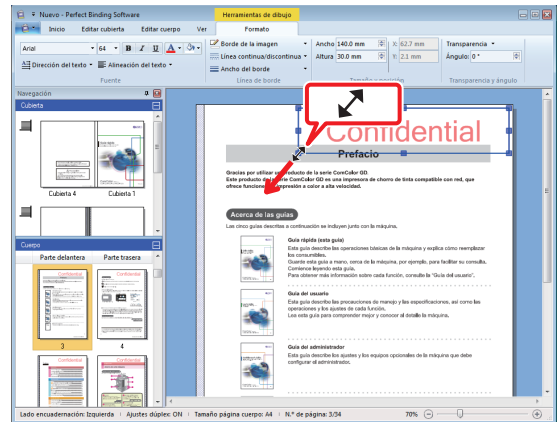 Nuevo - Perfect Binding Software
Herramientas de dibujo
Inicio Editar cubierta Editar cuerpo Ver Formato
Arial 64 B I U A
Dirección del texto Alineación del texto
Fuente
Borde de la imagen
Línea continua/discontinua
Ancho del borde
Línea de borde
Ancho 140.0 mm X: 62.7 mm
Altura 30.0 mm Y: 2.1 mm
Tamaño y posición
Transparencia
Ángulo: 0 °
Transparencia y ángulo
Navegación
Cubierta
Cubierta 4 Cubierta 1
Cuerpo
Parte delantera Parte trasera
Confidential Confidential
3 4
Confidential Confidential
Confidential
Prefacio
Gracias por utilizar un producto de la serie ComColor GD.
Este producto de la serie ComColor GD es una impresora de chorro de tinta compatible con red, que
ofrece funciones de impresión a color a alta velocidad.
Acerca de las guías
Las cinco guías descritas a continuación se incluyen junto con la máquina.
Guía rápida (esta guía)
Esta guía describe las operaciones básicas de la máquina y explica cómo reemplazar
los consumibles.
Guarde esta guía a mano, cerca de la máquina, por ejemplo, para facilitar su consulta.
Comience leyendo esta guía.
Para obtener más información sobre cada función, consulte la "Guía del usuario".
Guía del usuario
Esta guía describe las precauciones de manejo y las especificaciones, así como las
operaciones y los ajustes de cada función.
Lea esta guía para comprender mejor y conocer al detalle la máquina.
Guía del administrador
Esta guía describe los ajustes y los equipos opcionales de la máquina que debe
configurar el administrador.
Lado encuadernación: Izquierda Ajustes dúplex: ON Tamaño página cuerpo: A4 N.º de página: 3/34 70%